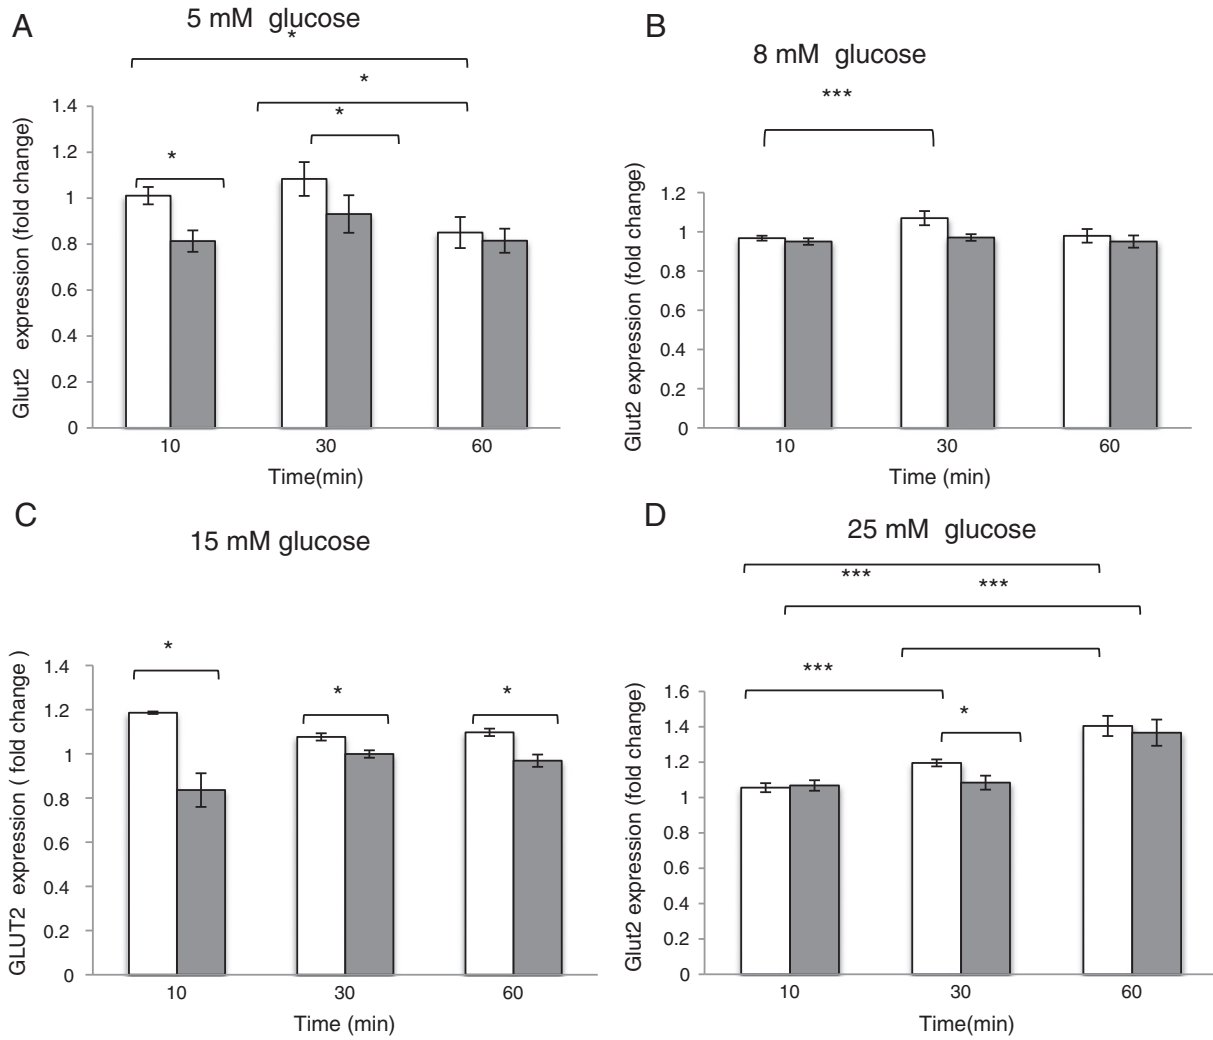 A
5 mM glucose
*
*
*
*
1.4
1.2
1
0.8
0.6
0.4
0.2
0
Glut2 expression (fold change)
10 30 60
Time(min)
B
8 mM glucose
***
1.2
1
0.8
0.6
0.4
0.2
0
Glut2 expression (fold change)
10 30 60
Time (min)
C
15 mM glucose
*
* *
1.4
1.2
1
0.8
0.6
0.4
0.2
0
GLUT2 expression ( fold change )
10 30 60
Time (min)
D
25 mM glucose
***
***
***
*
1.6
1.4
1.2
1
0.8
0.6
0.4
0.2
0
Glut2 expression (fold change)
10 30 60
Time(min)